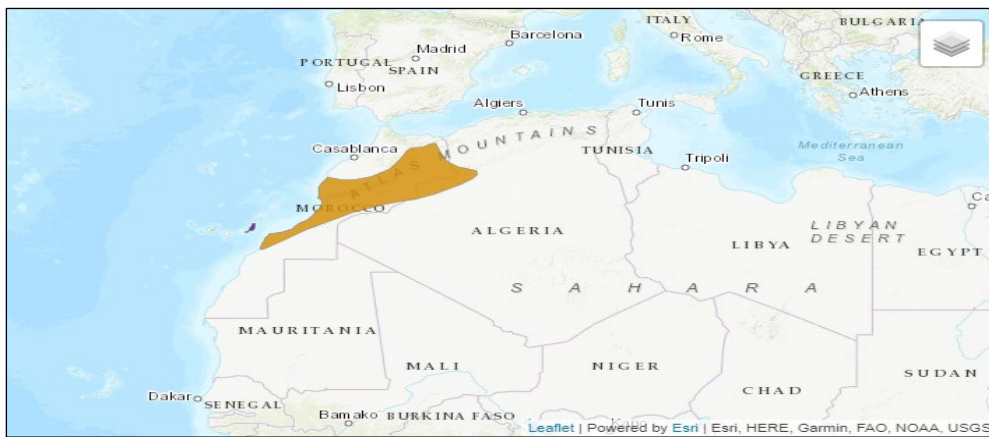 ITALY
BULGARIA
Barcelona
Rome
Madrid
PORTUGAL
SPAIN
GREECE
Lisbon
Athens
Algiers
Tunis
Casablanca
ATLAS MOUNTAINS
TUNISIA
Mediterranean
Sea
Tripoli
MOROCCO
LIBYAN
DESERT
ALGERIA
LIBYA
EGYPT
SAHARA
MAURITANIA
MALI
NIGER
CHAD
SUDAN
Dakar
SENEGAL
Bamako
BURKINA FASO
Leaflet | Powered by Esri | Esri, HERE, Garmin, FAO, NOAA, USGS